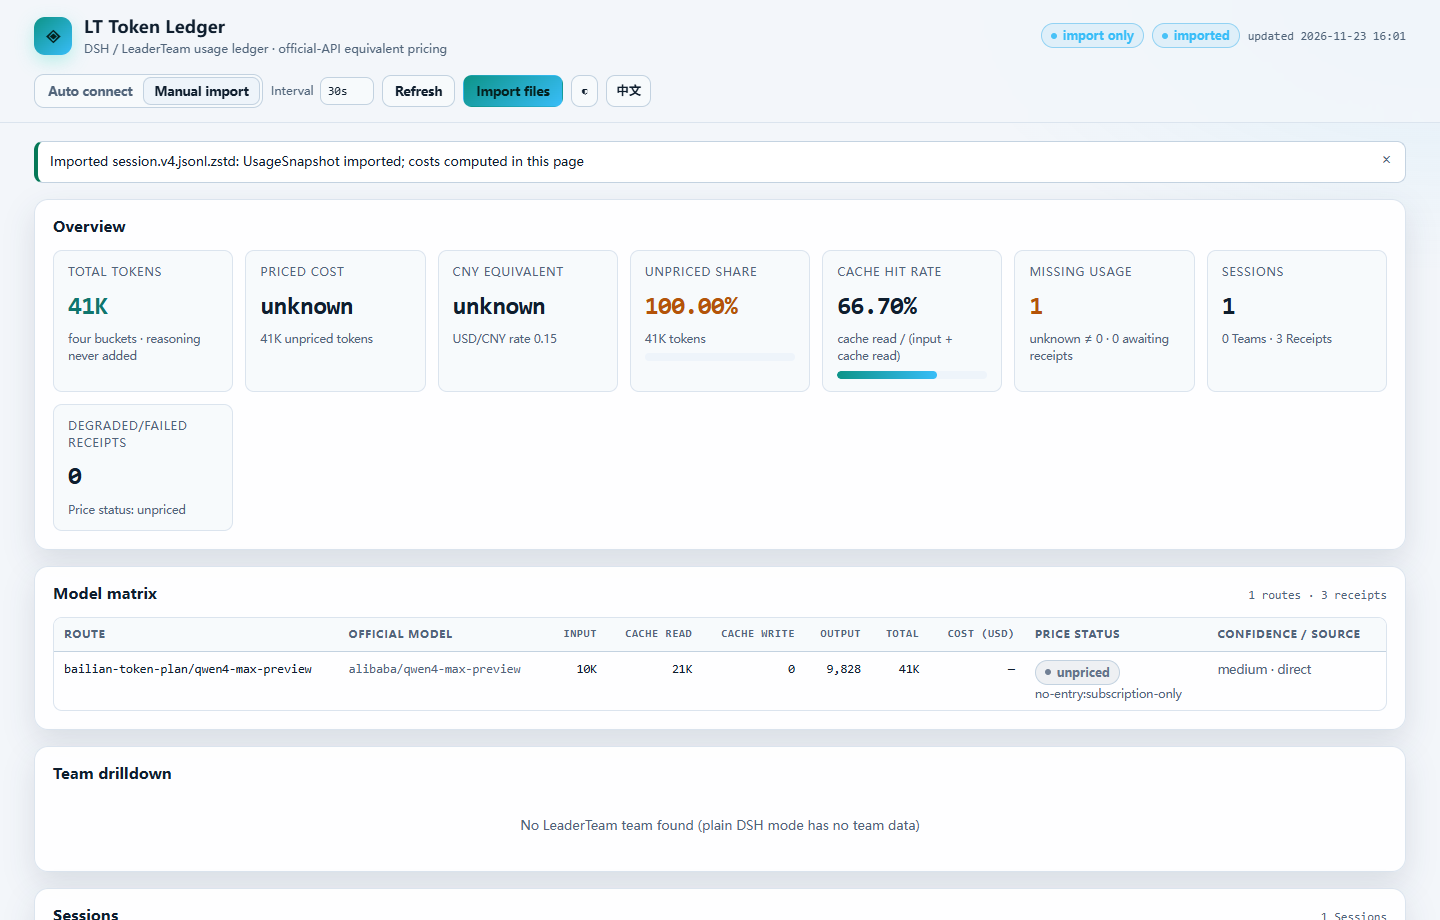 LT Token Ledger
DSH / LeaderTeam usage ledger · official-API equivalent pricing
import only
imported
updated 2026-11-23 16:01
Auto connect
Manual import
Interval
30s
Refresh
Import files
中文
Imported session.v4.jsonl.zstd: UsageSnapshot imported; costs computed in this page
×
Overview
TOTAL TOKENS
41K
four buckets · reasoning
never added
PRICED COST
unknown
41K unpriced tokens
CNY EQUIVALENT
unknown
USD/CNY rate 0.15
UNPRICED SHARE
100.00%
41K tokens
CACHE HIT RATE
66.70%
cache read / (input +
cache read)
MISSING USAGE
1
unknown ≠ 0 · 0 awaiting
receipts
SESSIONS
1
0 Teams · 3 Receipts
DEGRADED/FAILED
RECEIPTS
0
Price status: unpriced
Model matrix
1 routes · 3 receipts
ROUTE OFFICIAL MODEL INPUT CACHE READ CACHE WRITE OUTPUT TOTAL COST (USD) PRICE STATUS CONFIDENCE / SOURCE
bailian-token-plan/qwen4-max-preview alibaba/qwen4-max-preview 10K 21K 0 9,828 41K — unpriced medium · direct
no-entry:subscription-only
Team drilldown
No LeaderTeam team found (plain DSH mode has no team data)
Sessions
1 Sessions